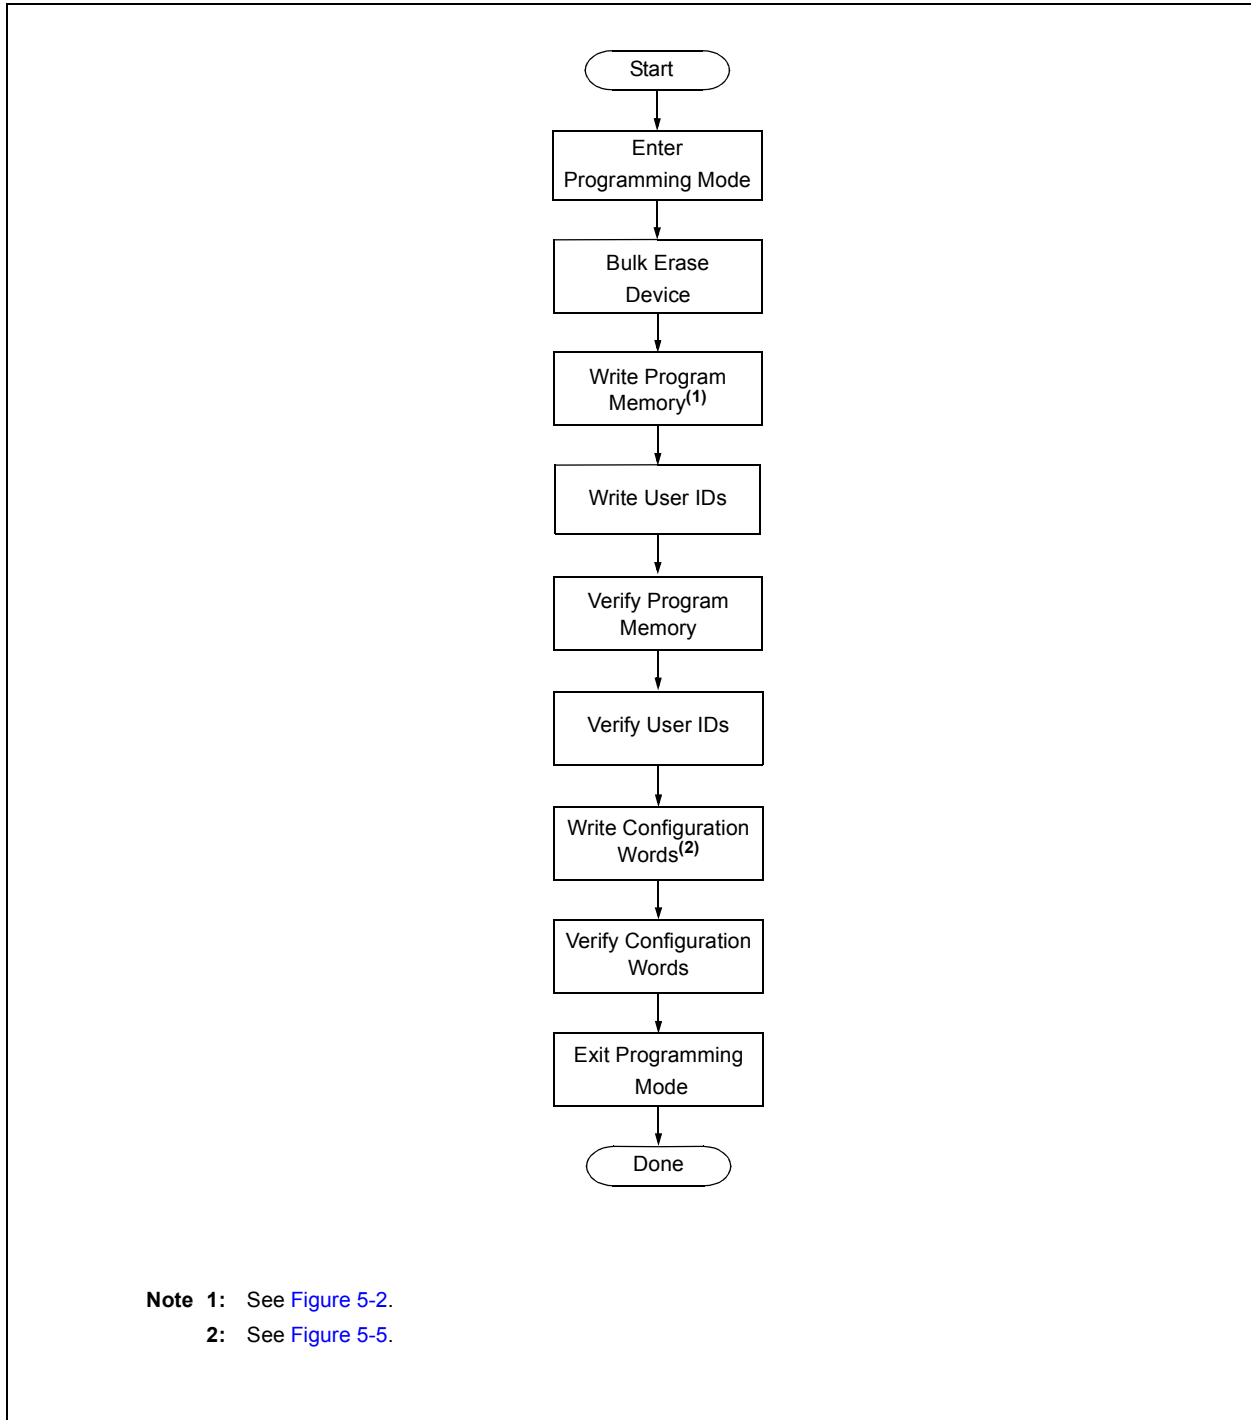 Start
Enter
Programming Mode
Bulk Erase
Device
Write Program
Memory(1)
Write User IDs
Verify Program
Memory
Verify User IDs
Write Configuration
Words(2)
Verify Configuration
Words
Exit Programming
Mode
Done
Note 1: See Figure 5-2.
2: See Figure 5-5.